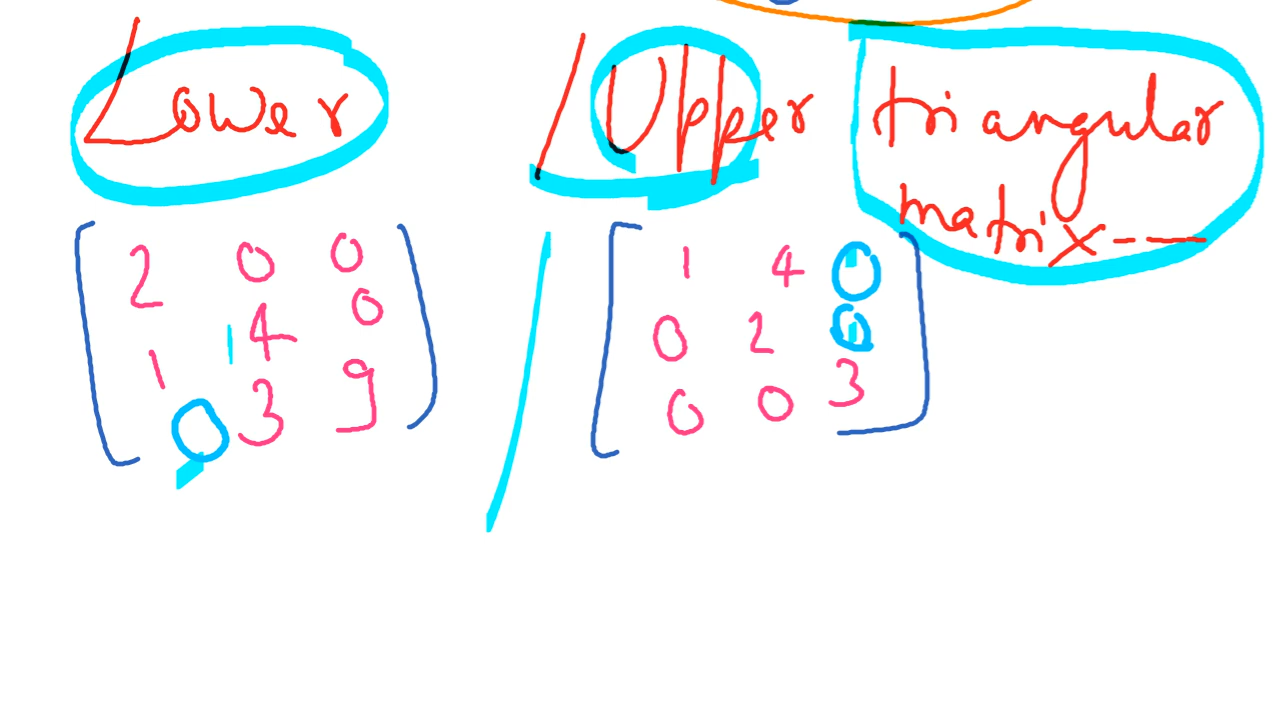 Lower / Upper triangular
matrix---
2 0 0
1 4 0
0 3 9
1 4 0
0 2 0
0 0 3